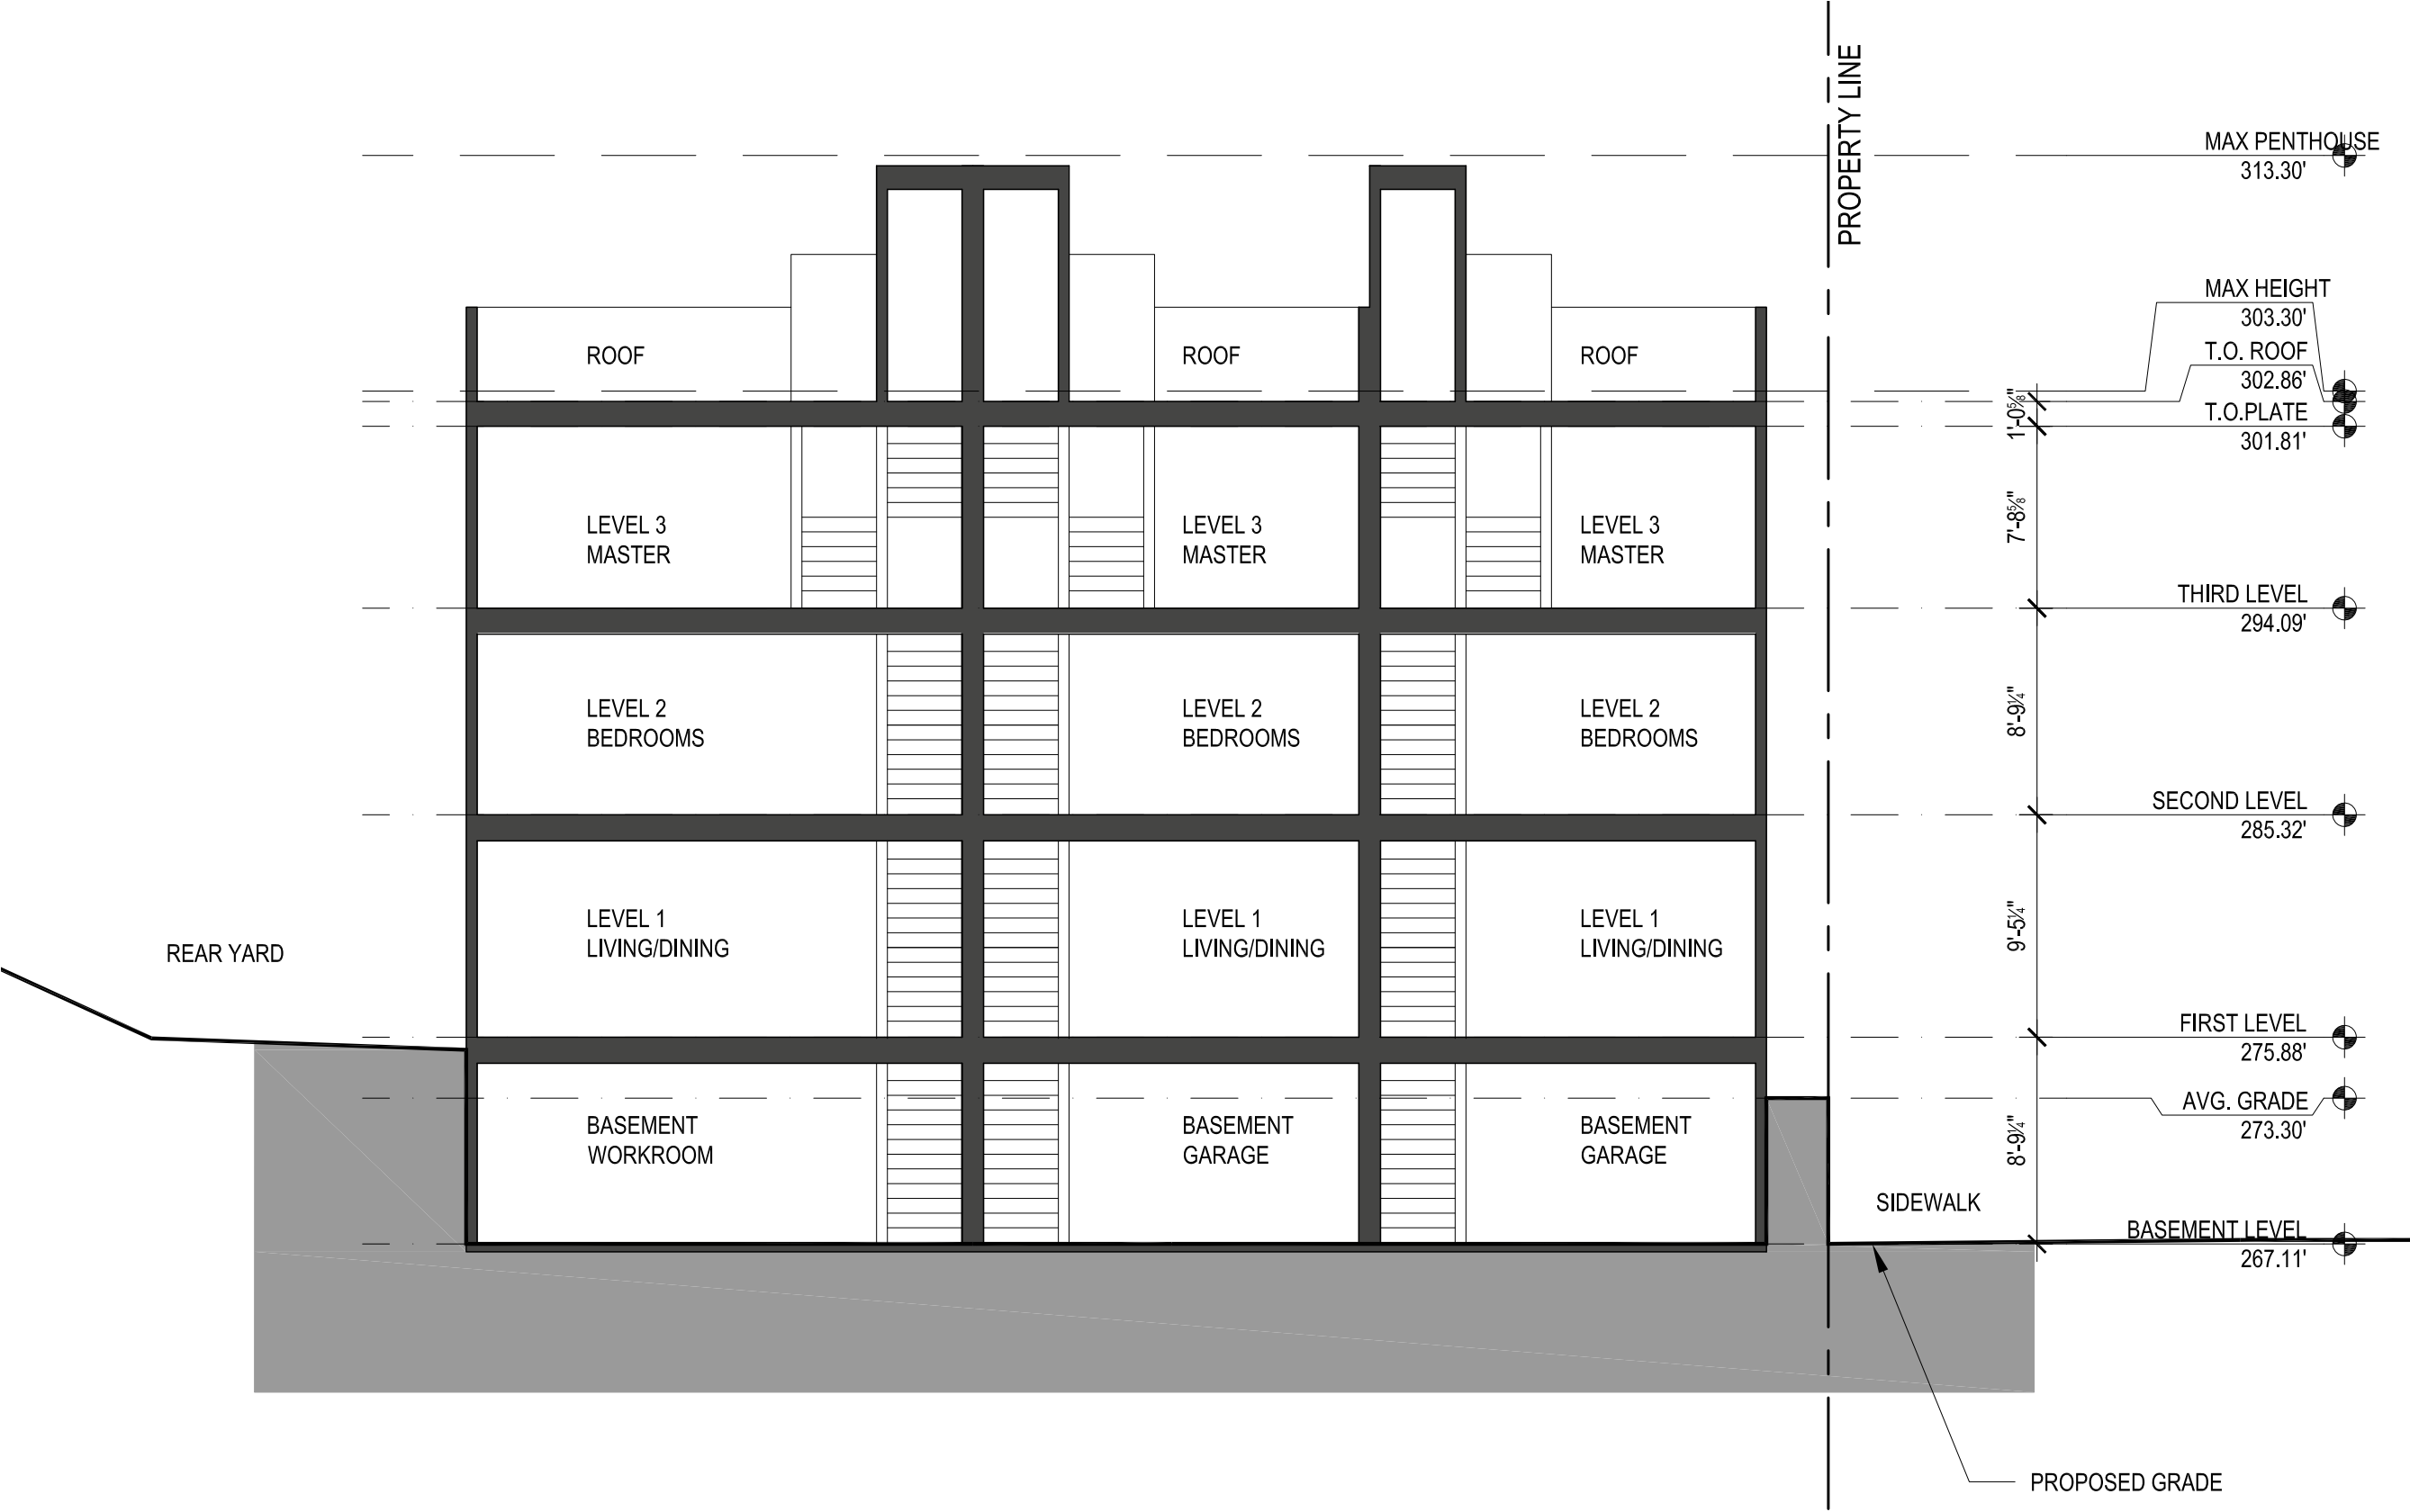 PROPERTY LINE
MAX PENTHOUSE
313.30'
MAX HEIGHT
303.30'
T.O. ROOF
302.86'
T.O.PLATE
301.81'
1'-0⅝"
ROOF
ROOF
ROOF
7'-8⅝"
LEVEL 3
MASTER
LEVEL 3
MASTER
LEVEL 3
MASTER
THIRD LEVEL
294.09'
8'-9¼"
LEVEL 2
BEDROOMS
LEVEL 2
BEDROOMS
LEVEL 2
BEDROOMS
SECOND LEVEL
285.32'
9'-5¼"
REAR YARD
LEVEL 1
LIVING/DINING
LEVEL 1
LIVING/DINING
LEVEL 1
LIVING/DINING
FIRST LEVEL
275.88'
AVG. GRADE
273.30'
8'-9¼"
BASEMENT
WORKROOM
BASEMENT
GARAGE
BASEMENT
GARAGE
SIDEWALK
BASEMENT LEVEL
267.11'
PROPOSED GRADE